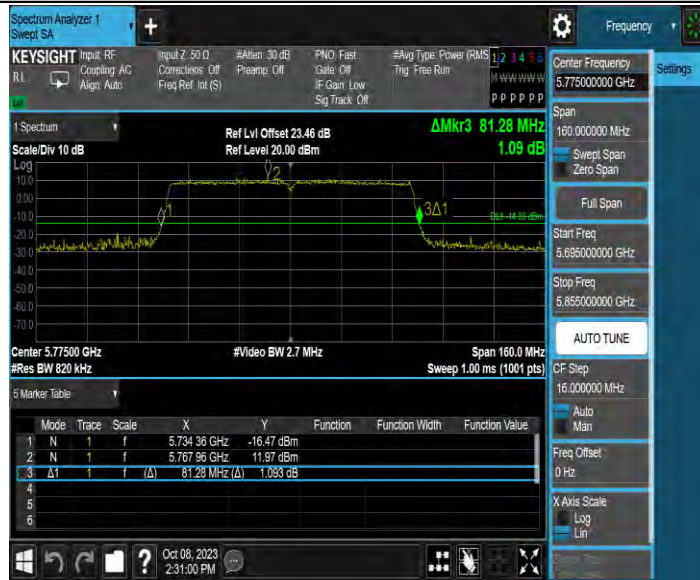 Spectrum Analyzer 1
Swept SA
+
Frequency
KEYSIGHT Input: RF Input Z: 50 Ω #Atten: 30 dB PNO: Fast #Avg Type: Power (RMS 1 2 3 4 5 6
RL Coupling: AC Corrections: Off Preamp: Off Gate: Off Trig: Free Run M W W W W W
Align: Auto Freq Ref: Int (S) IF Gain: Low
Sig Track: Off P P P P P P
1 Spectrum
ΔMkr3 81.28 MHz
1.09 dB
Ref Lvl Offset 23.46 dB
Scale/Div 10 dB Ref Level 20.00 dBm
Log
10.0
0.00
-10.0
-20.0
-30.0
-40.0
-50.0
-60.0
-70.0
1
2
3Δ1
DL1 -14.03 dBm
Center 5.77500 GHz #Video BW 2.7 MHz Span 160.0 MHz
#Res BW 820 kHz Sweep 1.00 ms (1001 pts)
5 Marker Table
Mode Trace Scale X Y Function Function Width Function Value
1 N 1 f 5.734 36 GHz -16.47 dBm
2 N 1 f 5.767 96 GHz 11.97 dBm
3 Δ1 1 f (Δ) 81.28 MHz (Δ) 1.093 dB
4
5
6
Oct 08, 2023
2:31:00 PM
?
Center Frequency
5.775000000 GHz
Settings
Span
160.000000 MHz
Swept Span
Zero Span
Full Span
Start Freq
5.695000000 GHz
Stop Freq
5.855000000 GHz
AUTO TUNE
CF Step
16.000000 MHz
Auto
Man
Freq Offset
0 Hz
X Axis Scale
Log
Lin